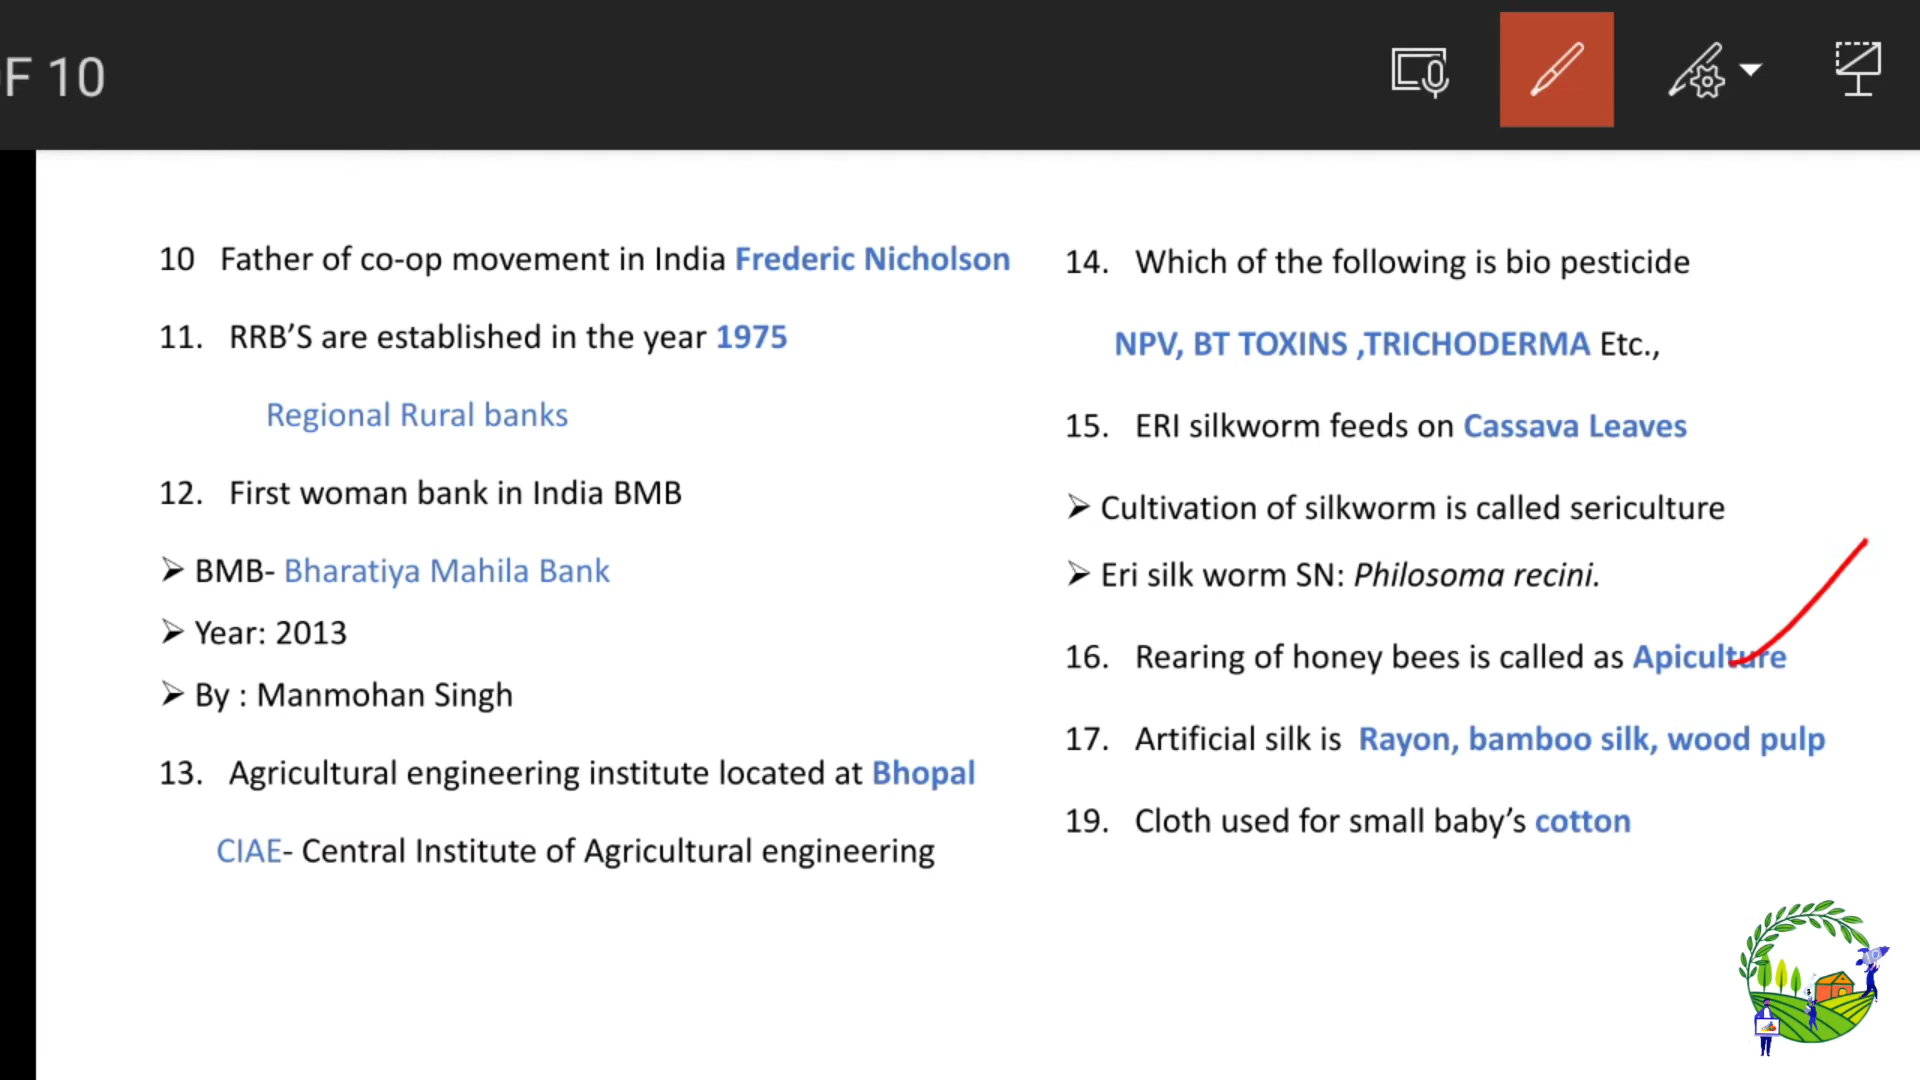 F 10
10 Father of co-op movement in India Frederic Nicholson
11. RRB’S are established in the year 1975
Regional Rural banks
12. First woman bank in India BMB
➢ BMB- Bharatiya Mahila Bank
➢ Year: 2013
➢ By : Manmohan Singh
13. Agricultural engineering institute located at Bhopal
CIAE- Central Institute of Agricultural engineering
14. Which of the following is bio pesticide
NPV, BT TOXINS ,TRICHODERMA Etc.,
15. ERI silkworm feeds on Cassava Leaves
➢ Cultivation of silkworm is called sericulture
➢ Eri silk worm SN: Philosoma recini.
16. Rearing of honey bees is called as Apiculture
17. Artificial silk is Rayon, bamboo silk, wood pulp
19. Cloth used for small baby’s cotton